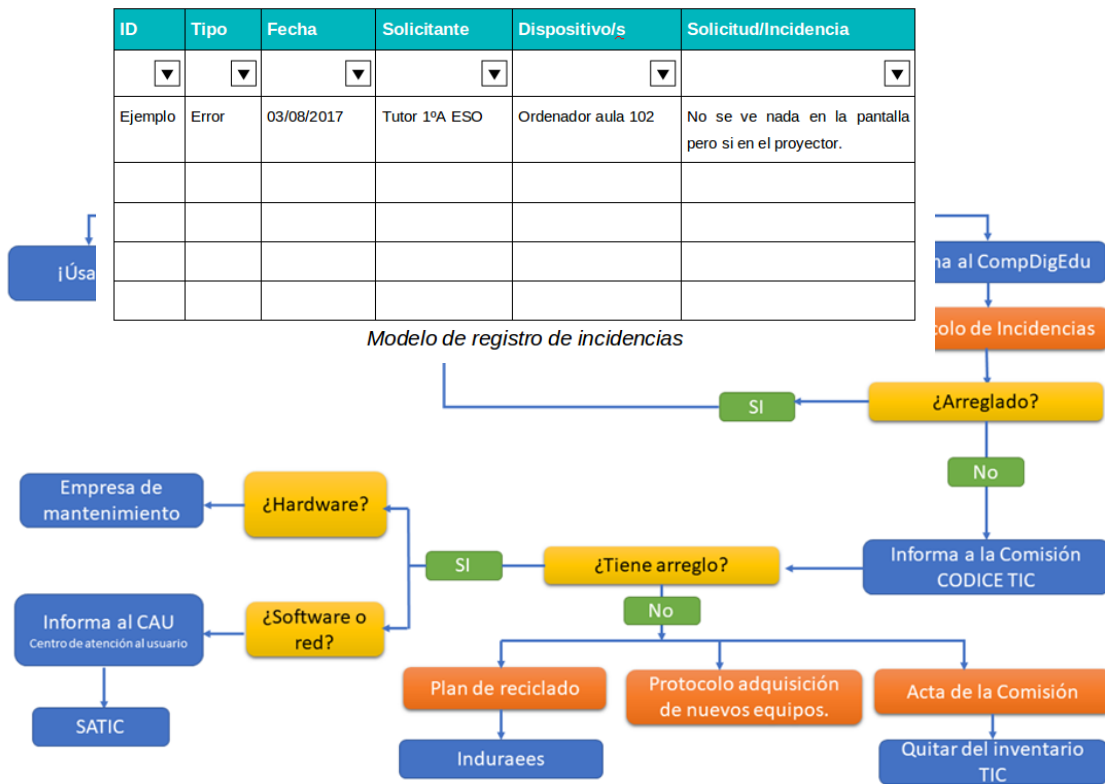 ID Tipo Fecha Solicitante Dispositivo/s Solicitud/Incidencia
Ejemplo Error 03/08/2017 Tutor 1ºA ESO Ordenador aula 102 No se ve nada en la pantalla
pero si en el proyector.
Modelo de registro de incidencias
al CompDigEdu
de Incidencias
¿Arreglado?
SI
No
Empresa de
mantenimiento
¿Hardware?
SI
¿Tiene arreglo?
Informa a la Comisión
CODICE TIC
No
Informa al CAU
Centro de atención al usuario
¿Software o
red?
SATIC
Plan de reciclado
Protocolo adquisición
de nuevos equipos.
Acta de la Comisión
Induraees
Quitar del inventario
TIC